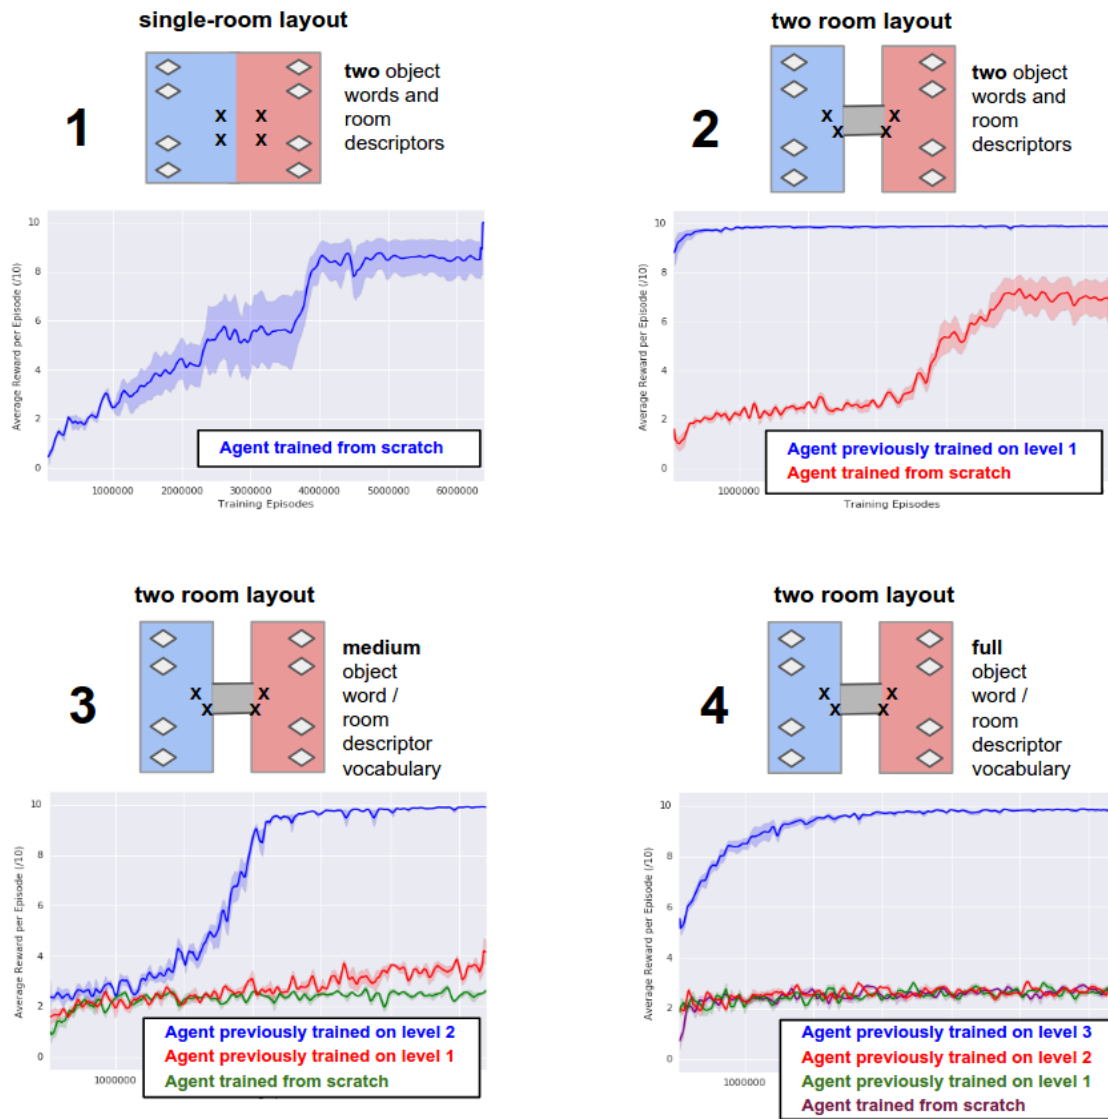 single-room layout
1
X X
X X
two object
words and
room
descriptors
10
8
6
4
2
0
Average Reward per Episode (/10)
Agent trained from scratch
1000000 2000000 3000000 4000000 5000000 6000000
Training Episodes
two room layout
2
X X
X X
two object
words and
room
descriptors
10
8
6
4
2
0
Average Reward per Episode (/10)
Agent previously trained on level 1
Agent trained from scratch
1000000
Training Episodes
two room layout
3
X X
X X
medium
object
word /
room
descriptor
vocabulary
10
8
6
4
2
0
Average Reward per Episode (/10)
Agent previously trained on level 2
Agent previously trained on level 1
Agent trained from scratch
1000000
two room layout
4
X X
X X
full
object
word /
room
descriptor
vocabulary
10
8
6
4
2
0
Average Reward per Episode (/10)
Agent previously trained on level 3
Agent previously trained on level 2
Agent previously trained on level 1
Agent trained from scratch
1000000